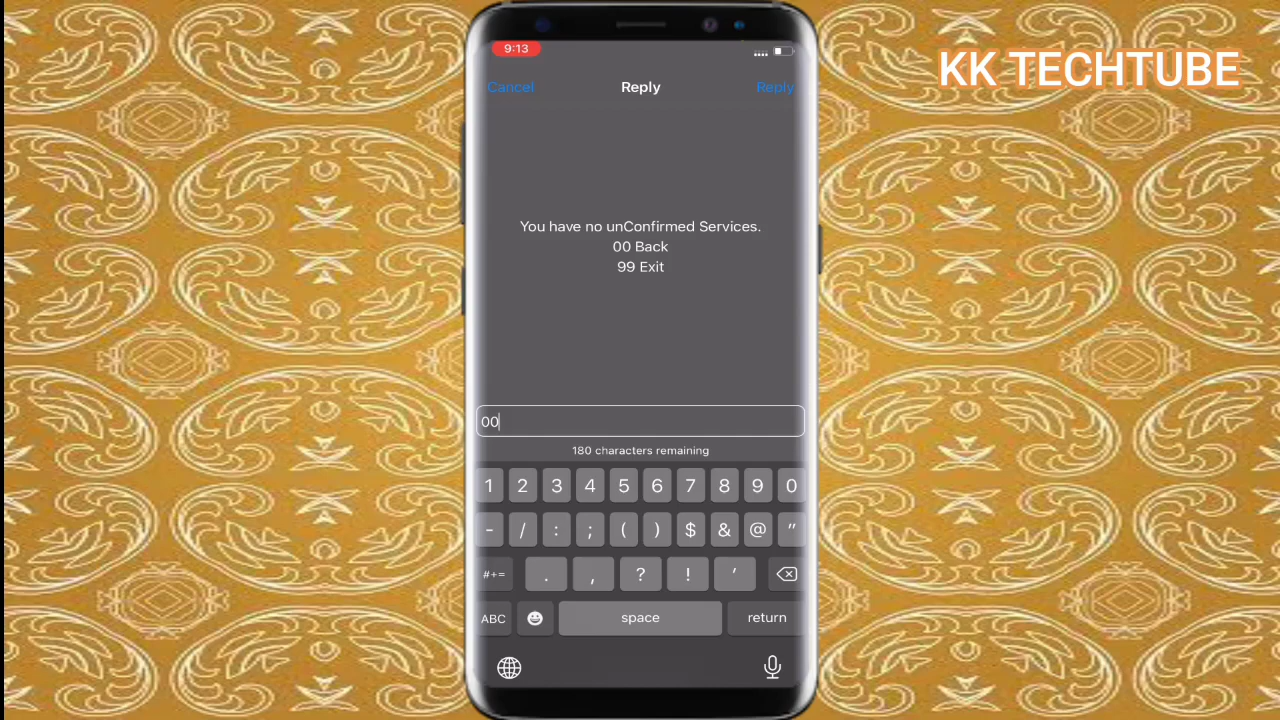 KK TECHTUBE
9:13
Cancel Reply Reply
You have no unConfirmed Services.
00 Back
99 Exit
00
180 characters remaining
1 2 3 4 5 6 7 8 9 0
- / : ; ( ) $ & @ "
#+= . , ? ! '
ABC space return